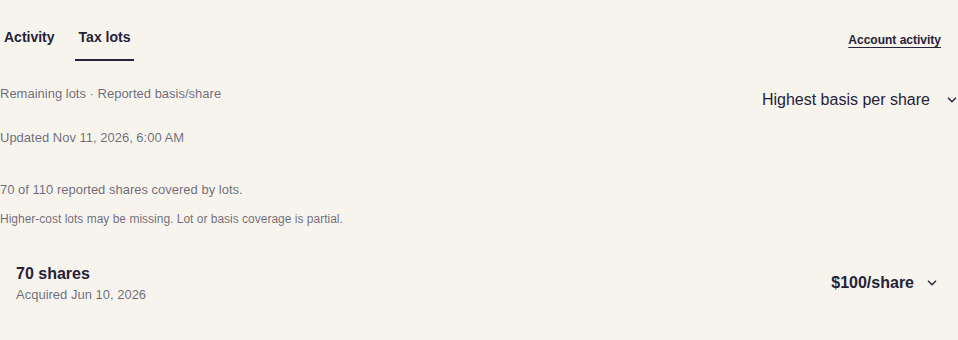 Activity
Tax lots
Account activity
Remaining lots · Reported basis/share
Highest basis per share
Updated Nov 11, 2026, 6:00 AM
70 of 110 reported shares covered by lots.
Higher-cost lots may be missing. Lot or basis coverage is partial.
70 shares
Acquired Jun 10, 2026
$100/share